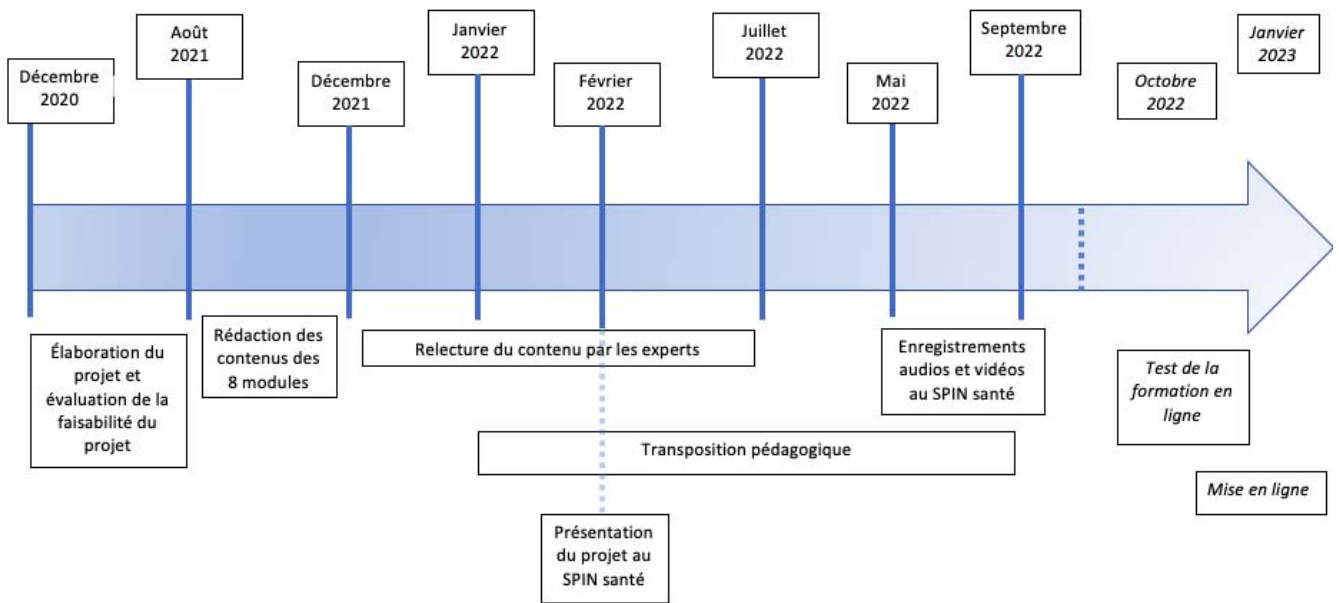 Décembre
2020
Août
2021
Décembre
2021
Janvier
2022
Février
2022
Juillet
2022
Mai
2022
Septembre
2022
Octobre
2022
Janvier
2023
Élaboration du
projet et
évaluation de la
faisabilité du
projet
Rédaction des
contenus des
8 modules
Relecture du contenu par les experts
Enregistrements
audios et vidéos
au SPIN santé
Test de la
formation en
ligne
Transposition pédagogique
Mise en ligne
Présentation
du projet au
SPIN santé